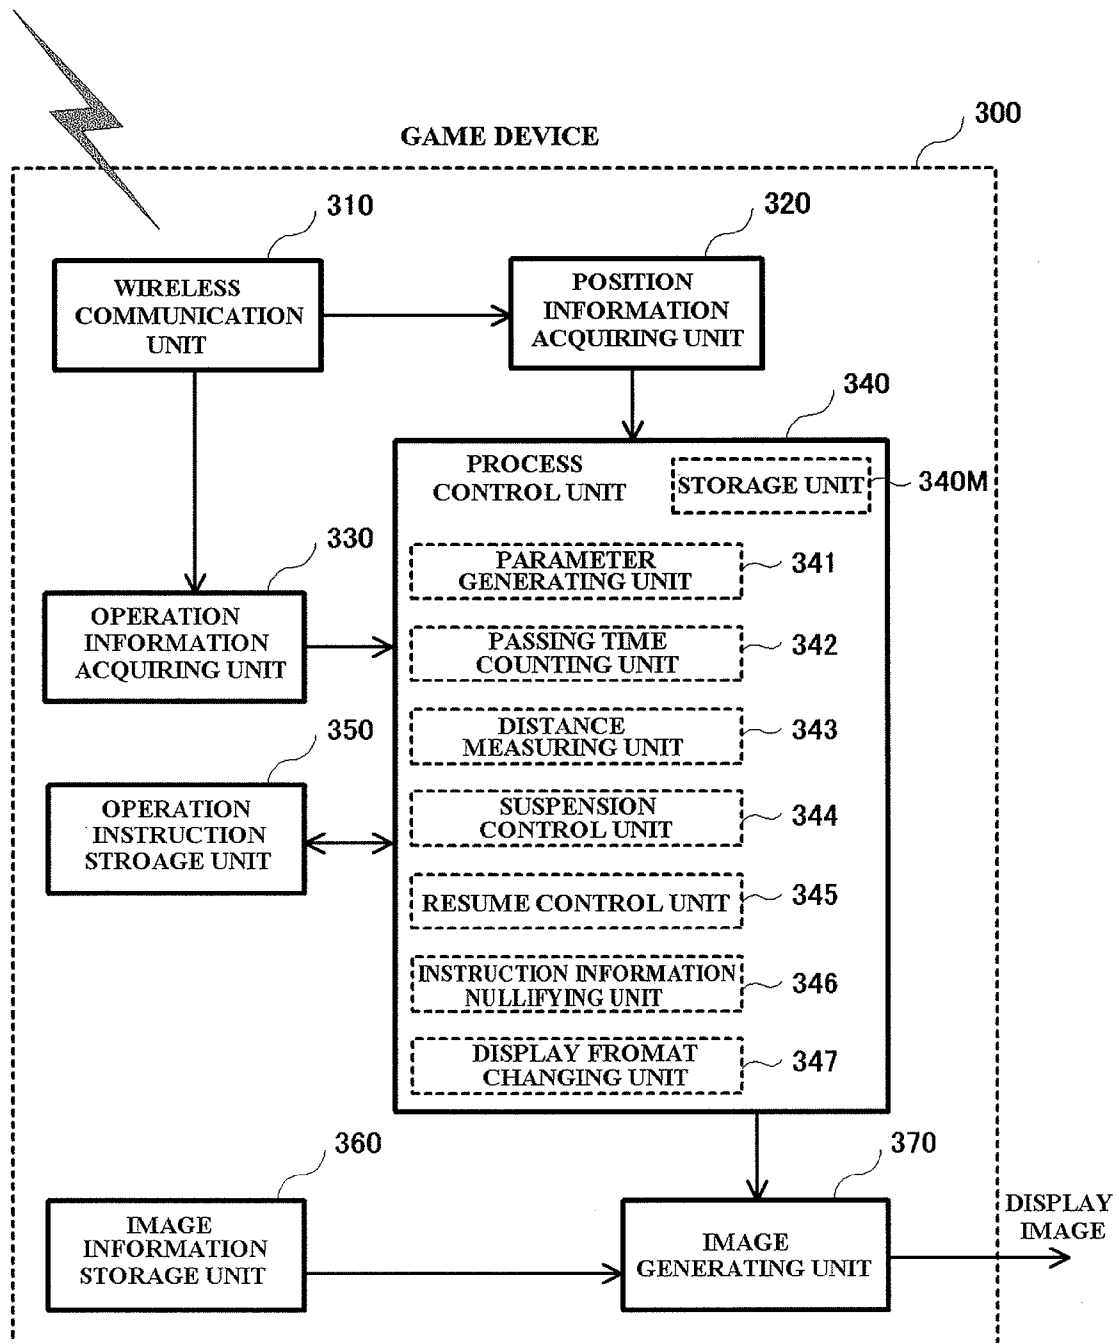 300
GAME DEVICE
310
320
WIRELESS
COMMUNICATION
UNIT
POSITION
INFORMATION
ACQUIRING UNIT
340
PROCESS
CONTROL UNIT
STORAGE UNIT
340M
330
PARAMETER
GENERATING UNIT
341
OPERATION
INFORMATION
ACQUIRING UNIT
PASSING TIME
COUNTING UNIT
342
350
DISTANCE
MEASURING UNIT
343
OPERATION
INSTRUCTION
STROAGE UNIT
SUSPENSION
CONTROL UNIT
344
RESUME CONTROL UNIT
345
INSTRUCTION INFORMATION
NULLIFYING UNIT
346
DISPLAY FROMAT
CHANGING UNIT
347
360
370
IMAGE
INFORMATION
STORAGE UNIT
IMAGE
GENERATING UNIT
DISPLAY
IMAGE